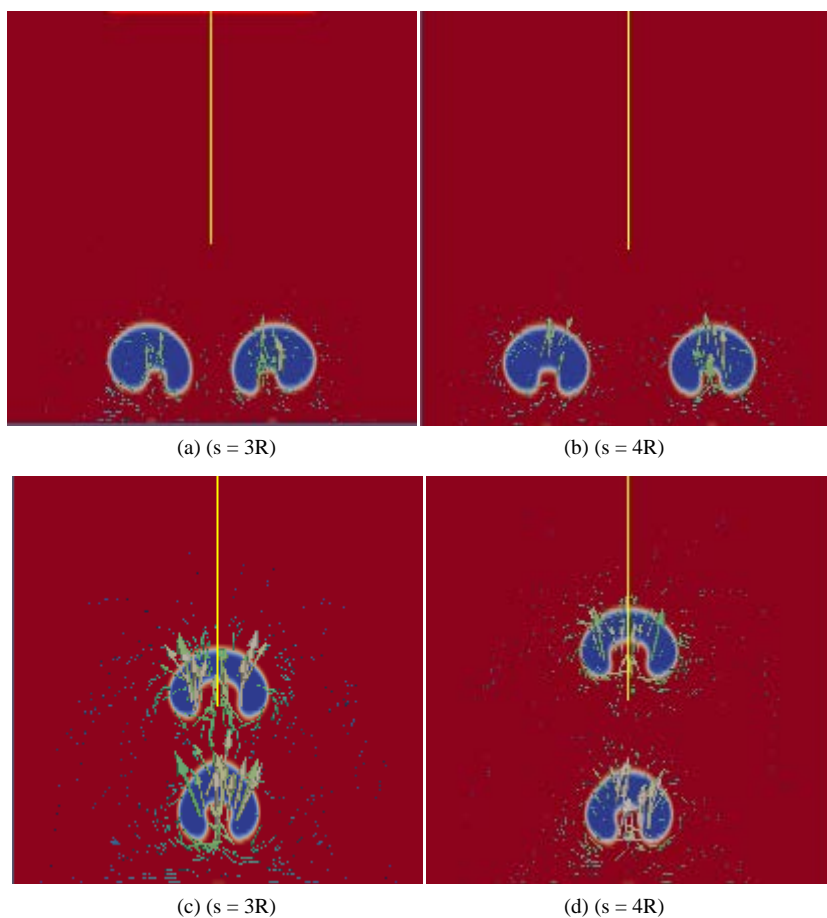 (a) (s = 3R)
(b) (s = 4R)
(c) (s = 3R)
(d) (s = 4R)